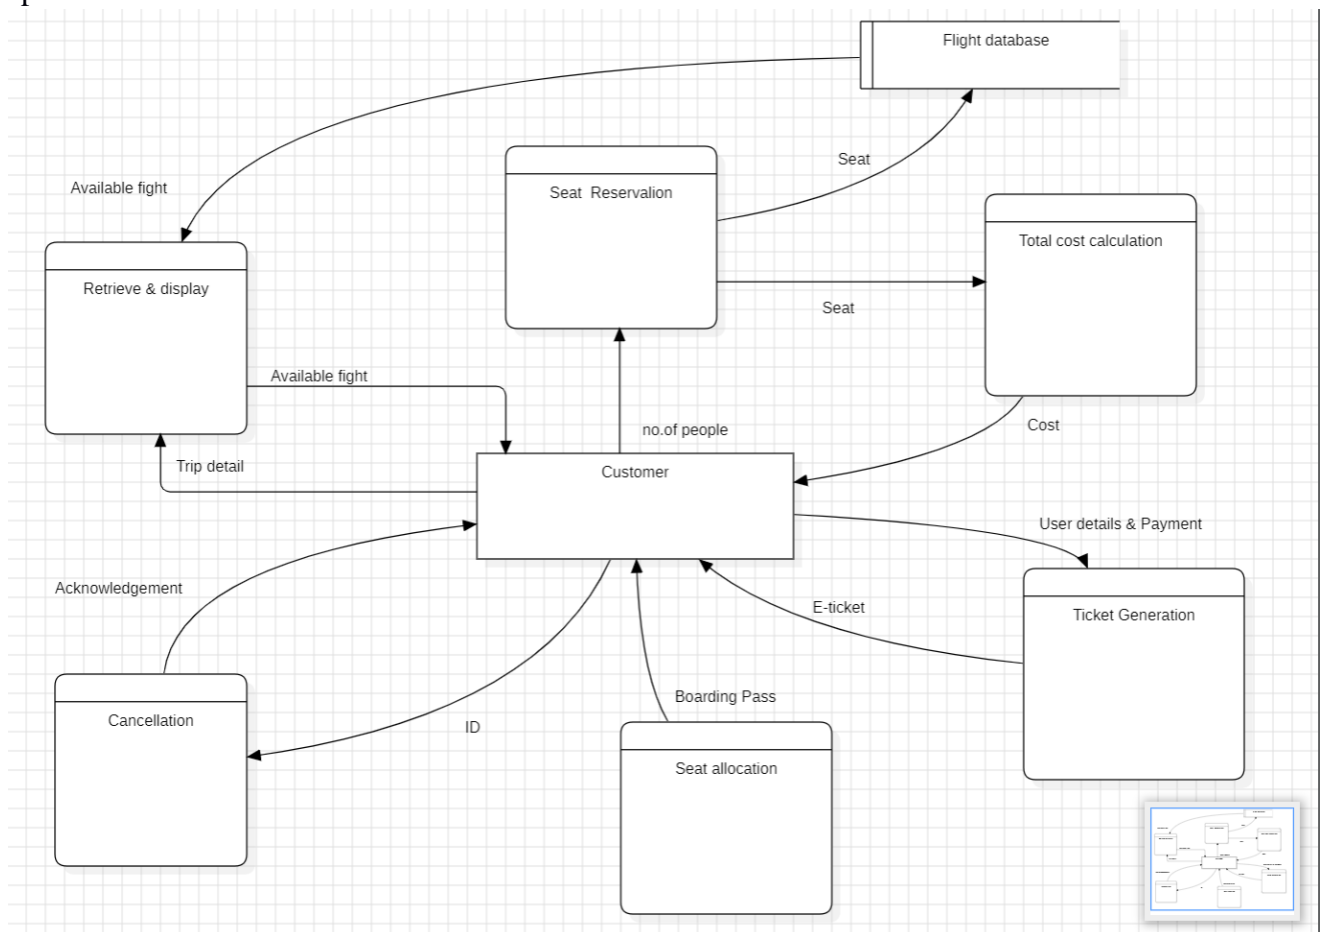 Flight database
Seat
Available fight
Seat  Reservalion
Total cost calculation
Retrieve & display
Seat
Available fight
no.of people
Cost
Trip detail
Customer
User details & Payment
Acknowledgement
E-ticket
Ticket Generation
Boarding Pass
Cancellation
ID
Seat allocation